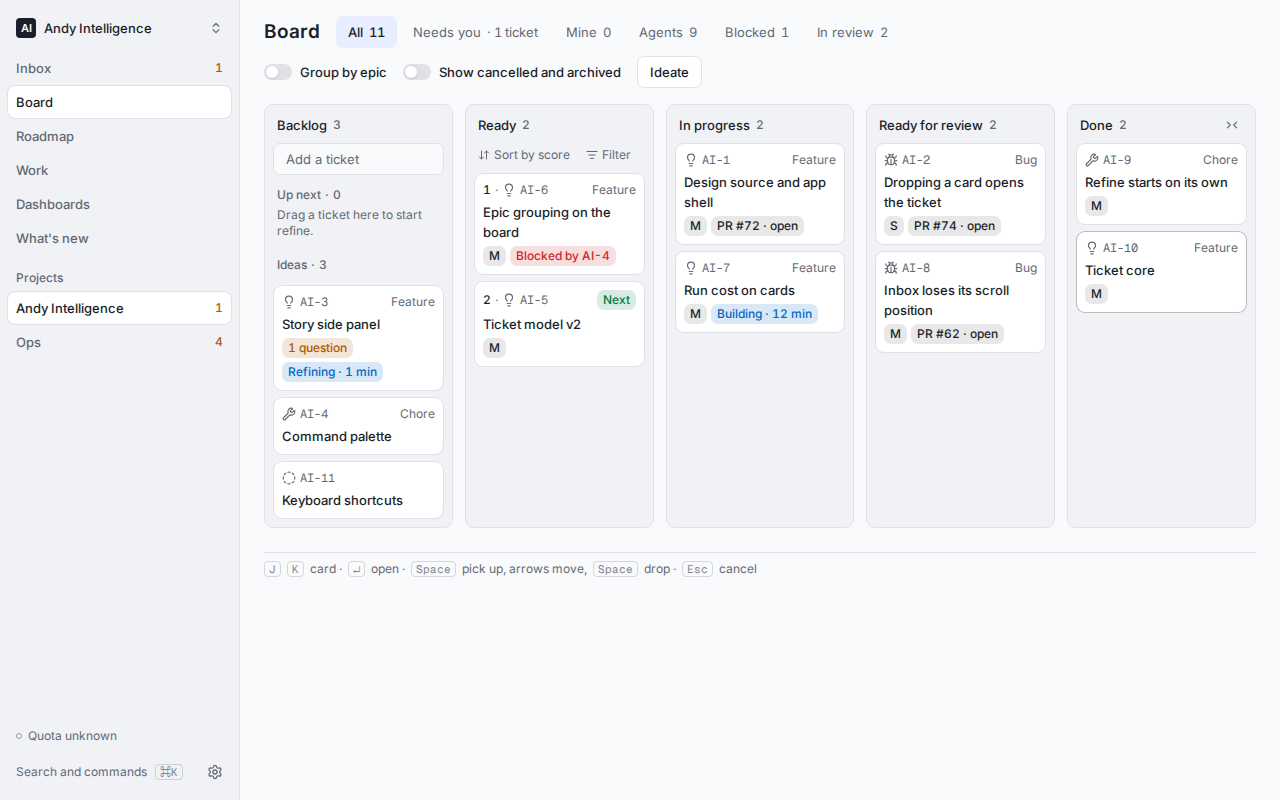 AI Andy Intelligence
Inbox 1
Board
Roadmap
Work
Dashboards
What's new
Projects
Andy Intelligence 1
Ops 4
Quota unknown
Search and commands ⌘K
Board All 11 Needs you · 1 ticket Mine 0 Agents 9 Blocked 1 In review 2
Group by epic Show cancelled and archived Ideate
Backlog 3
Add a ticket
Up next · 0
Drag a ticket here to start
refine.
Ideas · 3
AI-3 Feature
Story side panel
1 question
Refining · 1 min
AI-4 Chore
Command palette
AI-11
Keyboard shortcuts
Ready 2
Sort by score Filter
1 · AI-6 Feature
Epic grouping on the
board
M Blocked by AI-4
2 · AI-5 Next
Ticket model v2
M
In progress 2
AI-1 Feature
Design source and app
shell
M PR #72 · open
AI-7 Feature
Run cost on cards
M Building · 12 min
Ready for review 2
AI-2 Bug
Dropping a card opens
the ticket
S PR #74 · open
AI-8 Bug
Inbox loses its scroll
position
M PR #62 · open
Done 2
AI-9 Chore
Refine starts on its own
M
AI-10 Feature
Ticket core
M
J K card · ↵ open · Space pick up, arrows move, Space drop · Esc cancel